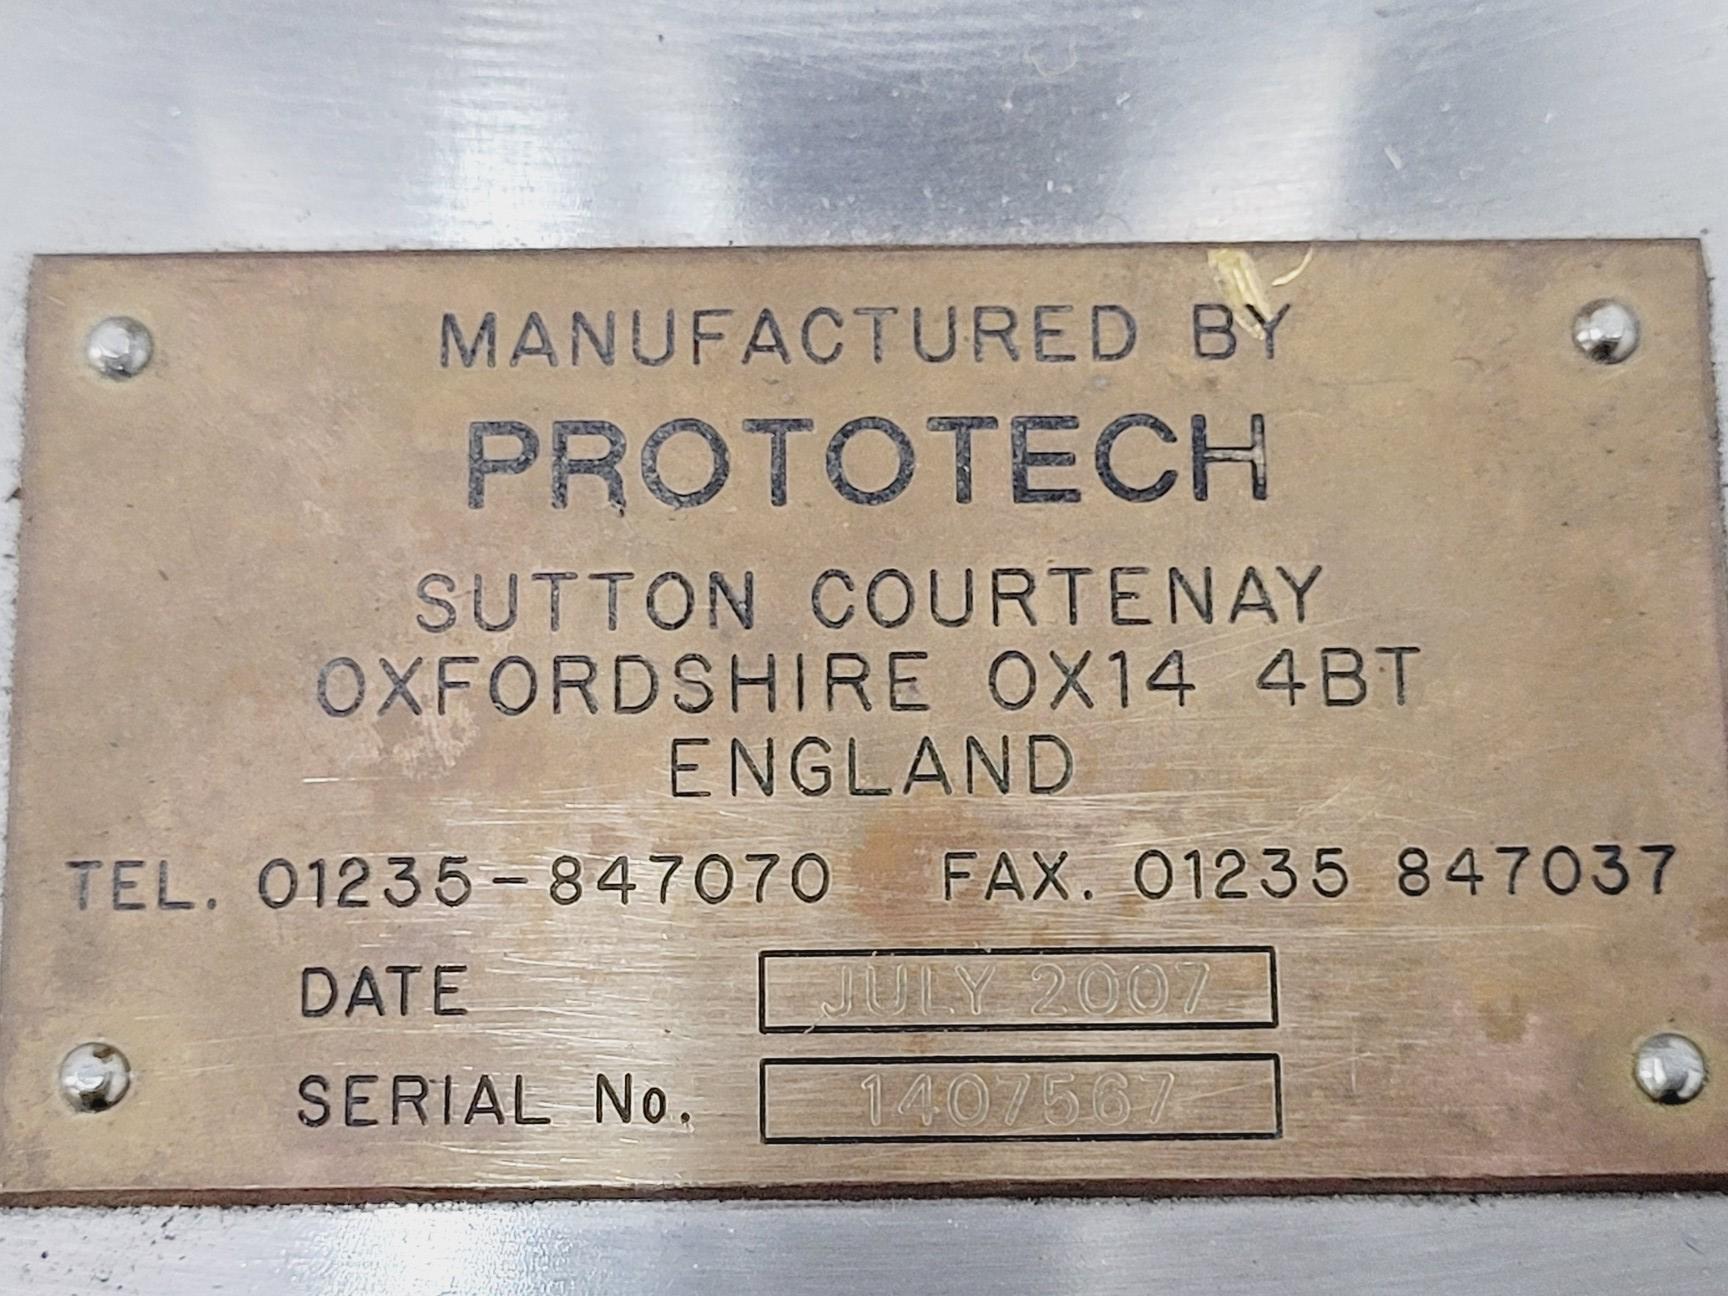 MANUFACTURED BY
PROTOTECH
SUTTON COURTENAY
OXFORDSHIRE OX14 4BT
ENGLAND
TEL. 01235-847070 FAX. 01235 847037
DATE JULY 2007
SERIAL No. 1407567